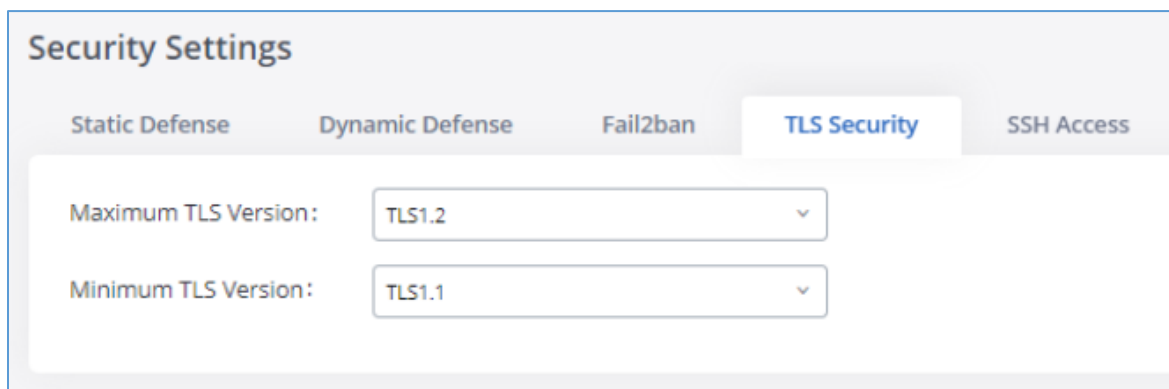 Security Settings
Static Defense Dynamic Defense Fail2ban TLS Security SSH Access
Maximum TLS Version: TLS1.2
Minimum TLS Version: TLS1.1